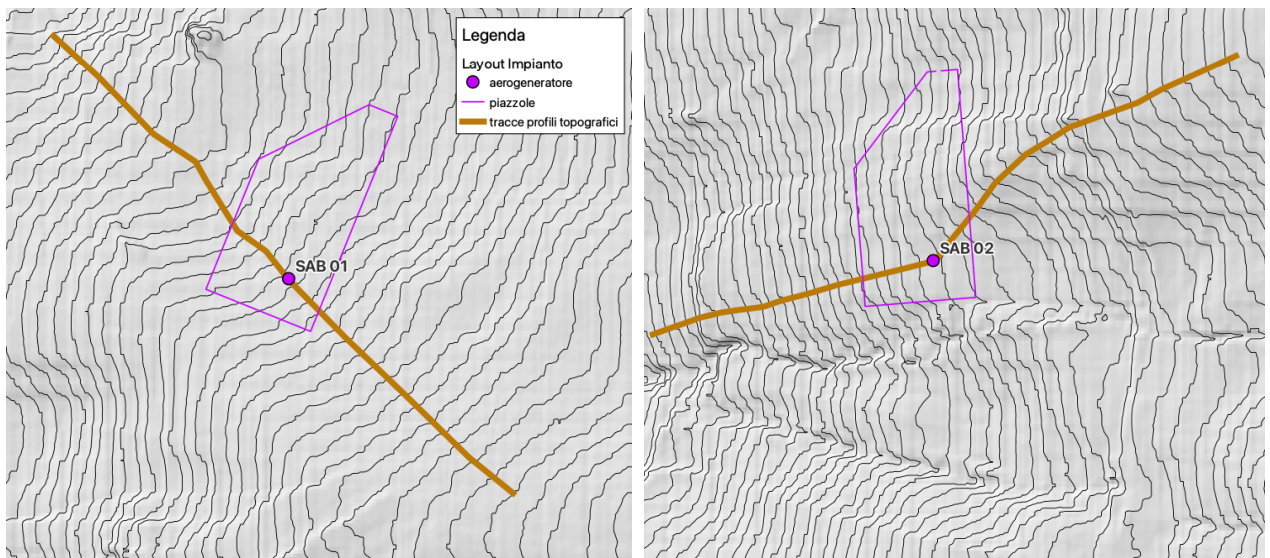 Legenda
Layout Impianto
aerogeneratore
piazzole
tracce profili topografici
SAB 01
SAB 02